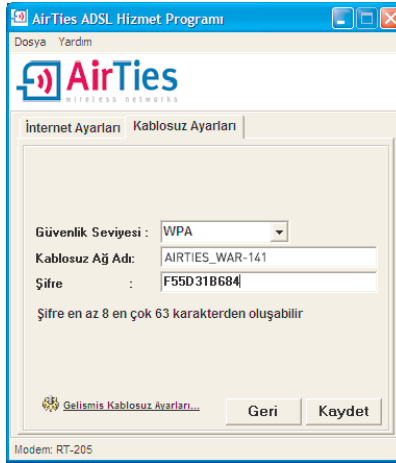 AirTies ADSL Hizmet Programı
Dosya Yardım
AirTies
wireless networks
İnternet Ayarları Kablosuz Ayarları
Güvenlik Seviyesi : WPA
Kablosuz Ağ Adı: AIRTIES_WAR-141
Şifre : F55D31B684
Şifre en az 8 en çok 63 karakterden oluşabilir
Gelismis Kablosuz Ayarları... Geri Kaydet
Modem: RT-205